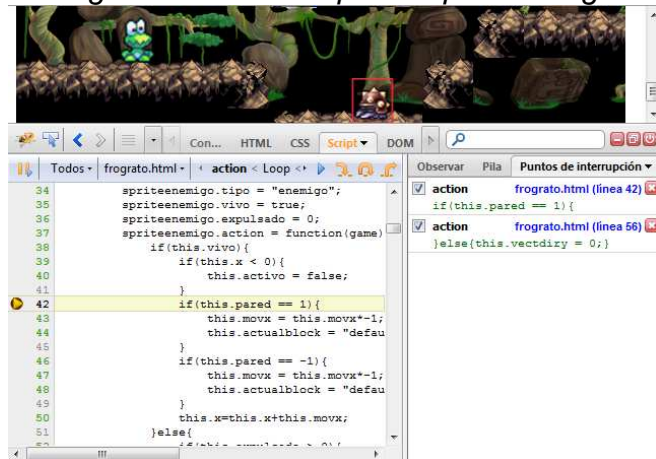 Con... HTML CSS Script DOM
Todos frograto.html action < Loop <
Observar Pila Puntos de interrupción
34 spriteenemigo.tipo = "enemigo";
35 spriteenemigo.vivo = true;
36 spriteenemigo.expulsado = 0;
37 spriteenemigo.action = function(game)
38 if(this.vivo){
39 if(this.x < 0){
40 this.activo = false;
41 }
42 if(this.pared == 1){
43 this.movx = this.movx*-1;
44 this.actualblock = "defau
45 }
46 if(this.pared == -1){
47 this.movx = this.movx*-1;
48 this.actualblock = "defau
49 }
50 this.x=this.x+this.movx;
51 }else{
action frograto.html (línea 42)
if(this.pared == 1){
action frograto.html (línea 56)
}else{this.vectdiry = 0;}